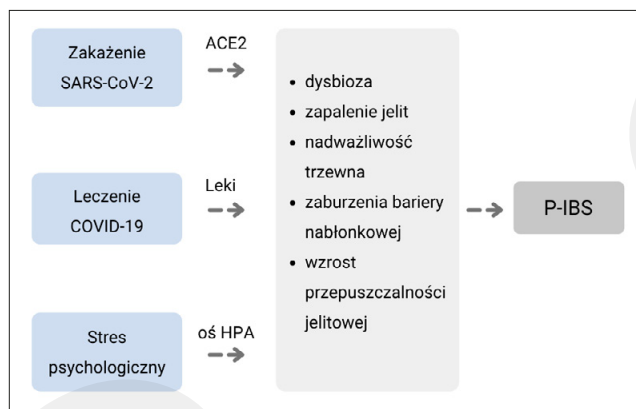 Zakażenie
SARS-CoV-2
ACE2
Leczenie
COVID-19
Leki
Stres
psychologiczny
oś HPA
• dysbioza
• zapalenie jelit
• nadważliwość
trzewna
• zaburzenia bariery
nabłonkowej
• wzrost
przepuszczalności
jelitowej
P-IBS